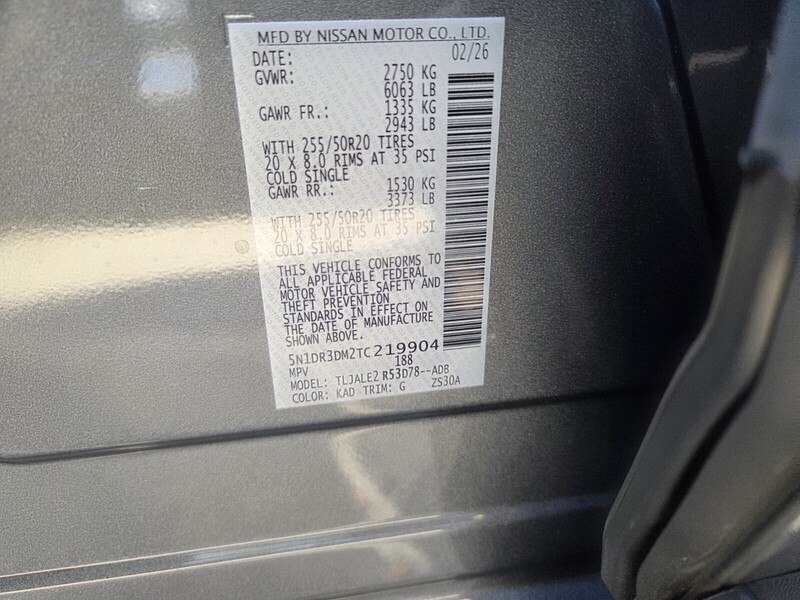 MFD BY NISSAN MOTOR CO., LTD.
DATE: 02/26
GVWR: 2750 KG
6063 LB
GAWR FR.: 1335 KG
2943 LB
WITH 255/50R20 TIRES
20 X 8.0 RIMS AT 35 PSI
COLD SINGLE
GAWR RR.: 1530 KG
3373 LB
WITH 255/50R20 TIRES
20 X 8.0 RIMS AT 35 PSI
COLD SINGLE
THIS VEHICLE CONFORMS TO
ALL APPLICABLE FEDERAL
MOTOR VEHICLE SAFETY AND
THEFT PREVENTION
STANDARDS IN EFFECT ON
THE DATE OF MANUFACTURE
SHOWN ABOVE.
5N1DR3DM2TC219904
MPV 188
MODEL: TLJALE2 R53D78--ADB
COLOR: KAD TRIM: G ZS30A